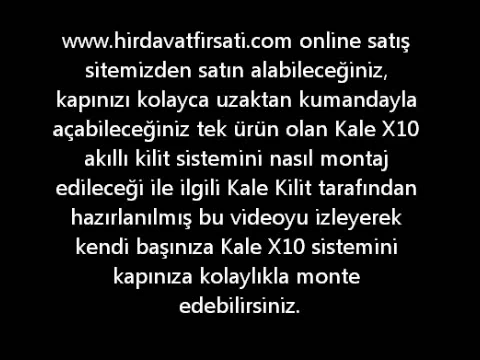 www.hirdavatfirsati.com online satış
sitemizden satın alabileceğiniz,
kapınızı kolayca uzaktan kumandayla
açabileceğiniz tek ürün olan Kale X10
akıllı kilit sistemini nasıl montaj
edileceği ile ilgili Kale Kilit tarafından
hazırlanılmış bu videoyu izleyerek
kendi başınıza Kale X10 sistemini
kapınıza kolaylıkla monte
edebilirsiniz.